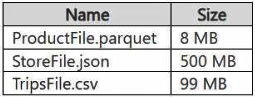 Name Size
ProductFile.parquet 8 MB
StoreFile.json 500 MB
TripsFile.csv 99 MB